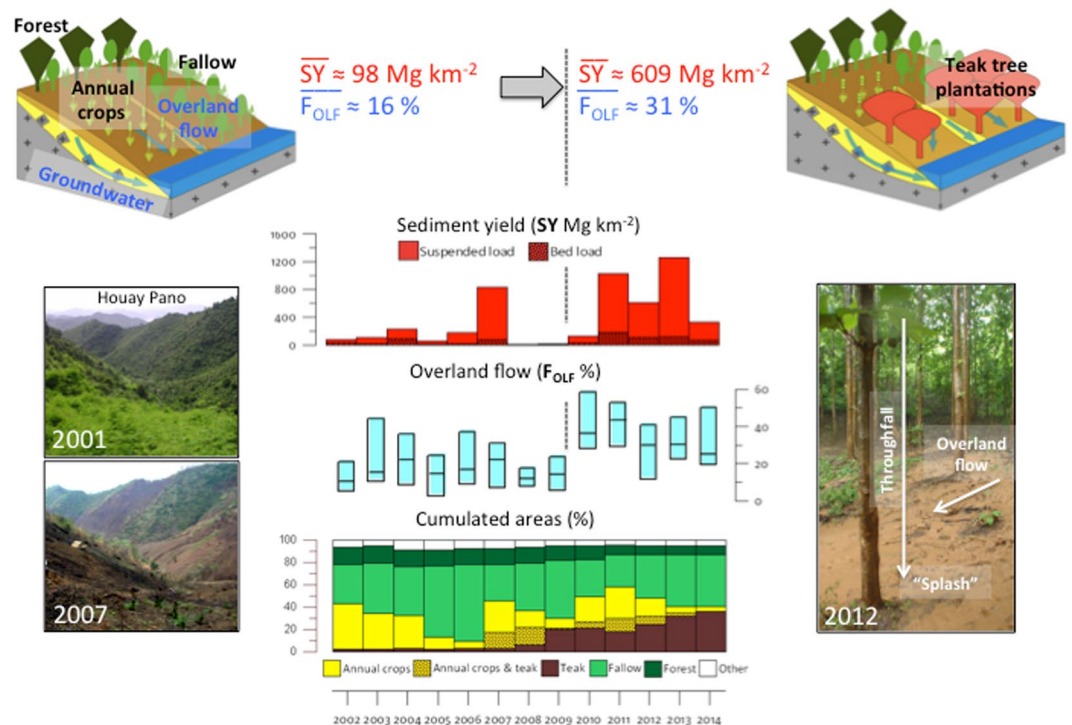 Forest
Fallow
Annual
crops
Overland
flow
Groundwater
SY ≈ 98 Mg km-2
FOLF ≈ 16 %
SY ≈ 609 Mg km-2
FOLF ≈ 31 %
Teak tree
plantations
Sediment yield (SY Mg km-2)
1600
1200
800
400
0
Suspended load
Bed load
Houay Pano
2001
2007
Overland flow (FOLF %)
60
40
20
0
Cumulated areas (%)
100
80
60
40
20
0
Annual crops
Annual crops & teak
Teak
Fallow
Forest
Other
2002 2003 2004 2005 2006 2007 2008 2009 2010 2011 2012 2013 2014
Throughfall
Overland
flow
"Splash"
2012